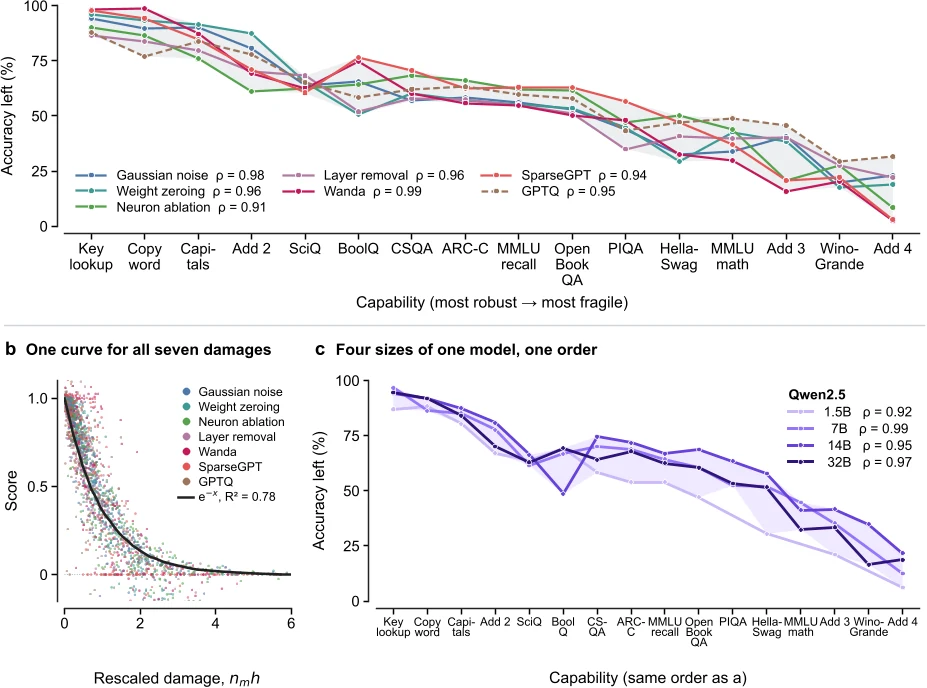 Accuracy left (%)
100
75
50
25
0
Gaussian noise ρ = 0.98
Weight zeroing ρ = 0.96
Neuron ablation ρ = 0.91
Layer removal ρ = 0.96
Wanda ρ = 0.99
SparseGPT ρ = 0.94
GPTQ ρ = 0.95
Key
lookup
Copy
word
Capi-
tals
Add 2
SciQ
BoolQ
CSQA
ARC-C
MMLU
recall
Open
Book
QA
PIQA
Hella-
Swag
MMLU
math
Add 3
Wino-
Grande
Add 4
Capability (most robust → most fragile)
b One curve for all seven damages
Score
1.0
0.5
0
Gaussian noise
Weight zeroing
Neuron ablation
Layer removal
Wanda
SparseGPT
GPTQ
e⁻ˣ, R² = 0.78
0 2 4 6
Rescaled damage, nₘh
c Four sizes of one model, one order
Accuracy left (%)
100
75
50
25
0
Qwen2.5
1.5B ρ = 0.92
7B ρ = 0.99
14B ρ = 0.95
32B ρ = 0.97
Key
lookup
Copy
word
Capi-
tals
Add 2
SciQ
Bool
Q
CS-
QA
ARC-
C
MMLU
recall
Open
Book
QA
PIQA
Hella-
Swag
MMLU
math
Add 3
Wino-
Grande
Add 4
Capability (same order as a)